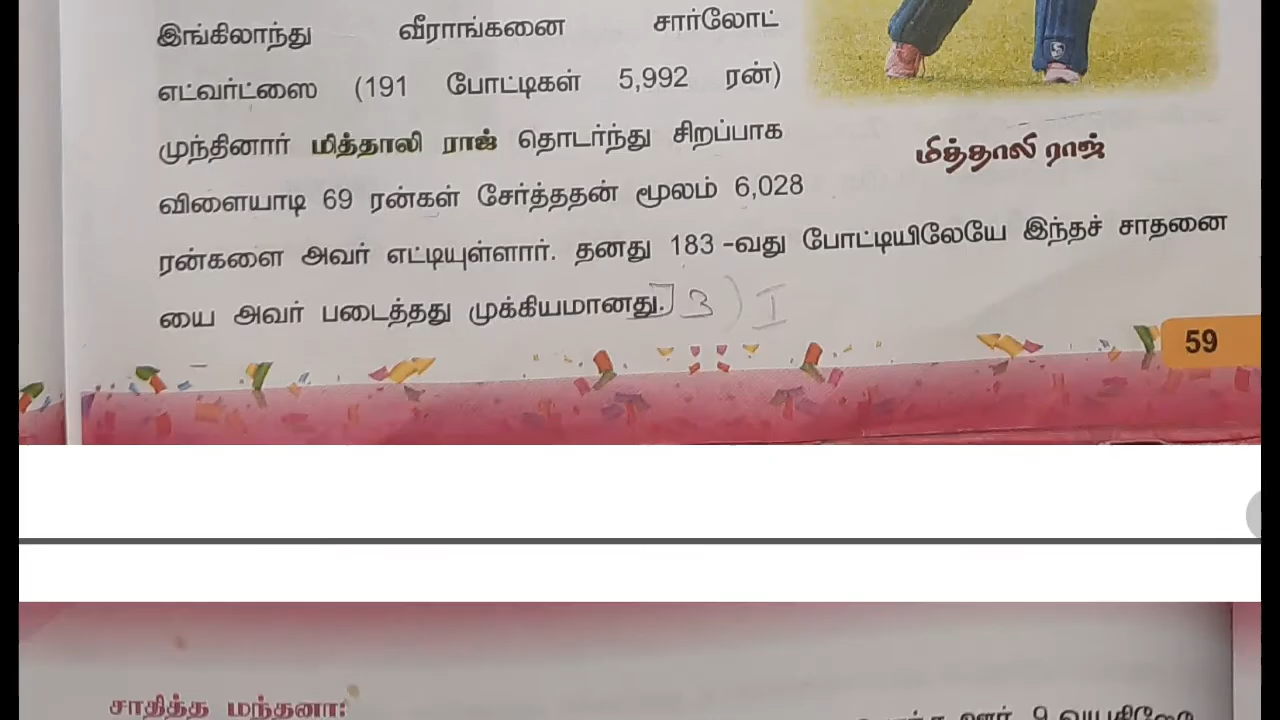 இங்கிலாந்து வீராங்கனை சார்லோட்
எட்வர்ட்ஸை (191 போட்டிகள் 5,992 ரன்)
முந்தினார் மித்தாலி ராஜ் தொடர்ந்து சிறப்பாக
விளையாடி 69 ரன்கள் சேர்த்ததன் மூலம் 6,028
ரன்களை அவர் எட்டியுள்ளார். தனது 183 -வது போட்டியிலேயே இந்தச் சாதனை
யை அவர் படைத்தது முக்கியமானது.] 3) I
மித்தாலி ராஜ்
59
சாதித்த மந்தனா: